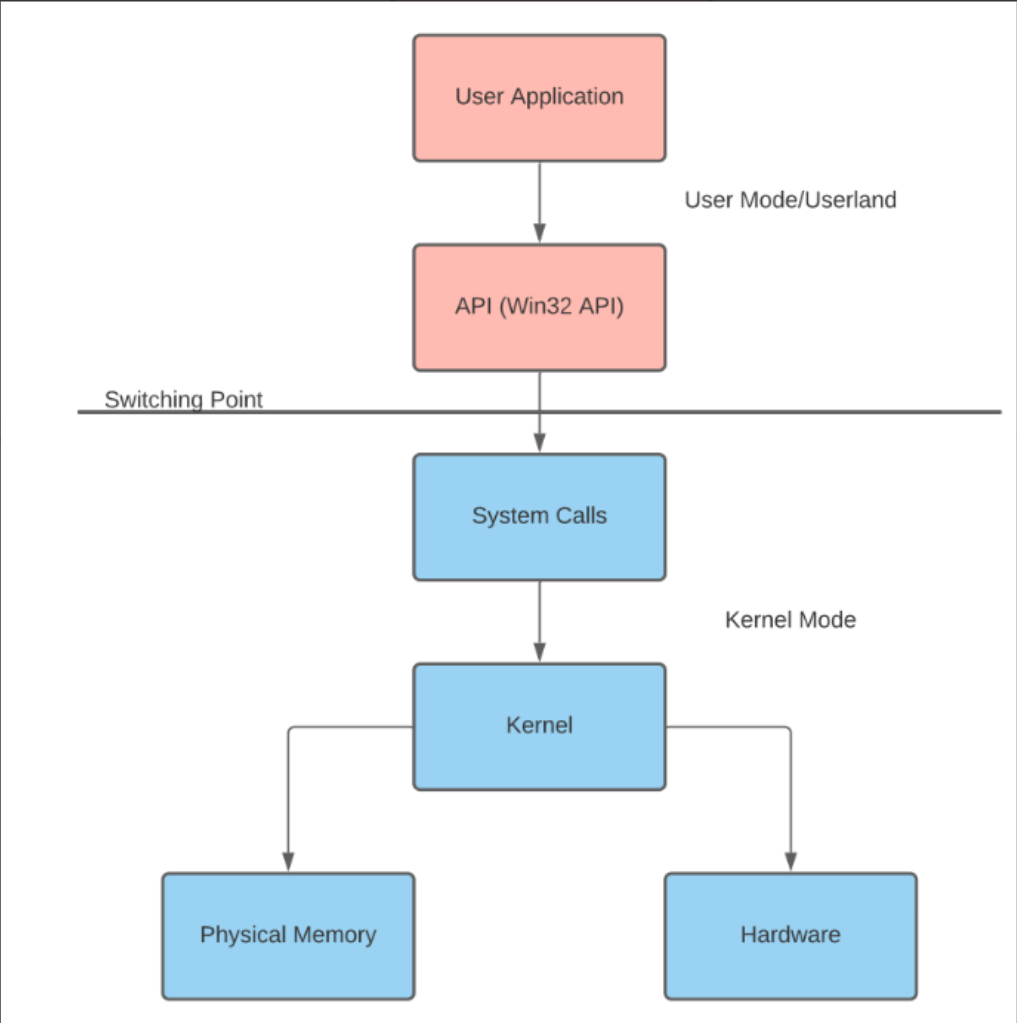 User Application
User Mode/Userland
API (Win32 API)
Switching Point
System Calls
Kernel Mode
Kernel
Physical Memory
Hardware